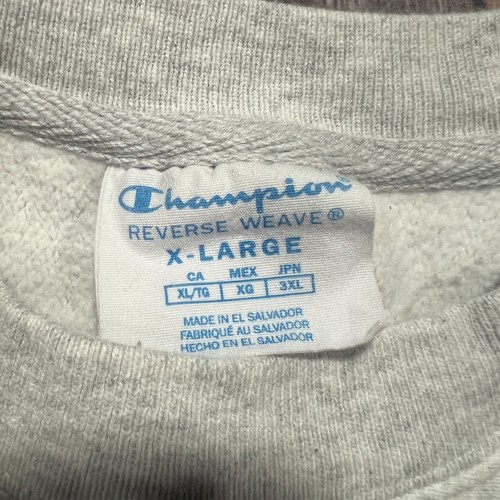 Champion
REVERSE WEAVE®
X-LARGE
CA MEX JPN
XL/TG XG 3XL
MADE IN EL SALVADOR
FABRIQUÉ AU SALVADOR
HECHO EN EL SALVADOR